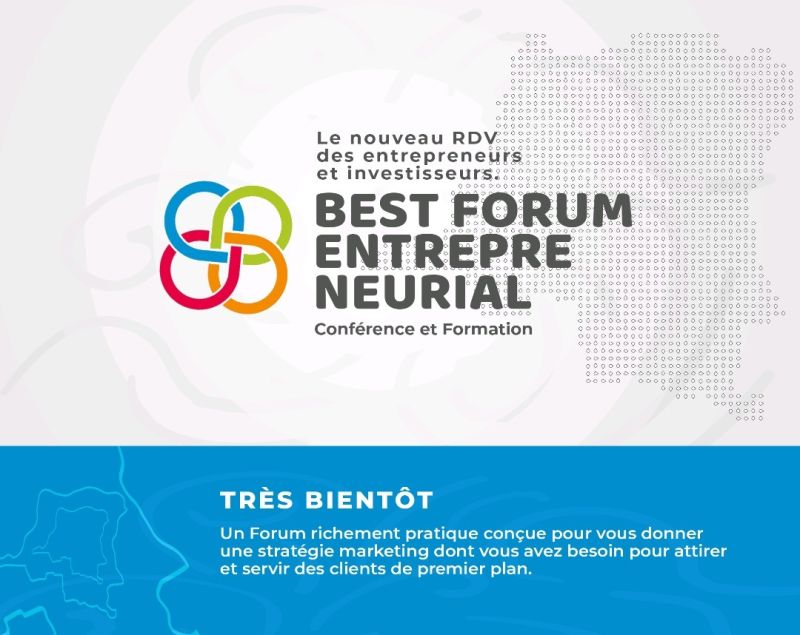 Le nouveau RDV
des entrepreneurs
et investisseurs.
BEST FORUM
ENTREPRE
NEURIAL
Conférence et Formation
TRÈS BIENTÔT
Un Forum richement pratique conçue pour vous donner
une stratégie marketing dont vous avez besoin pour attirer
et servir des clients de premier plan.